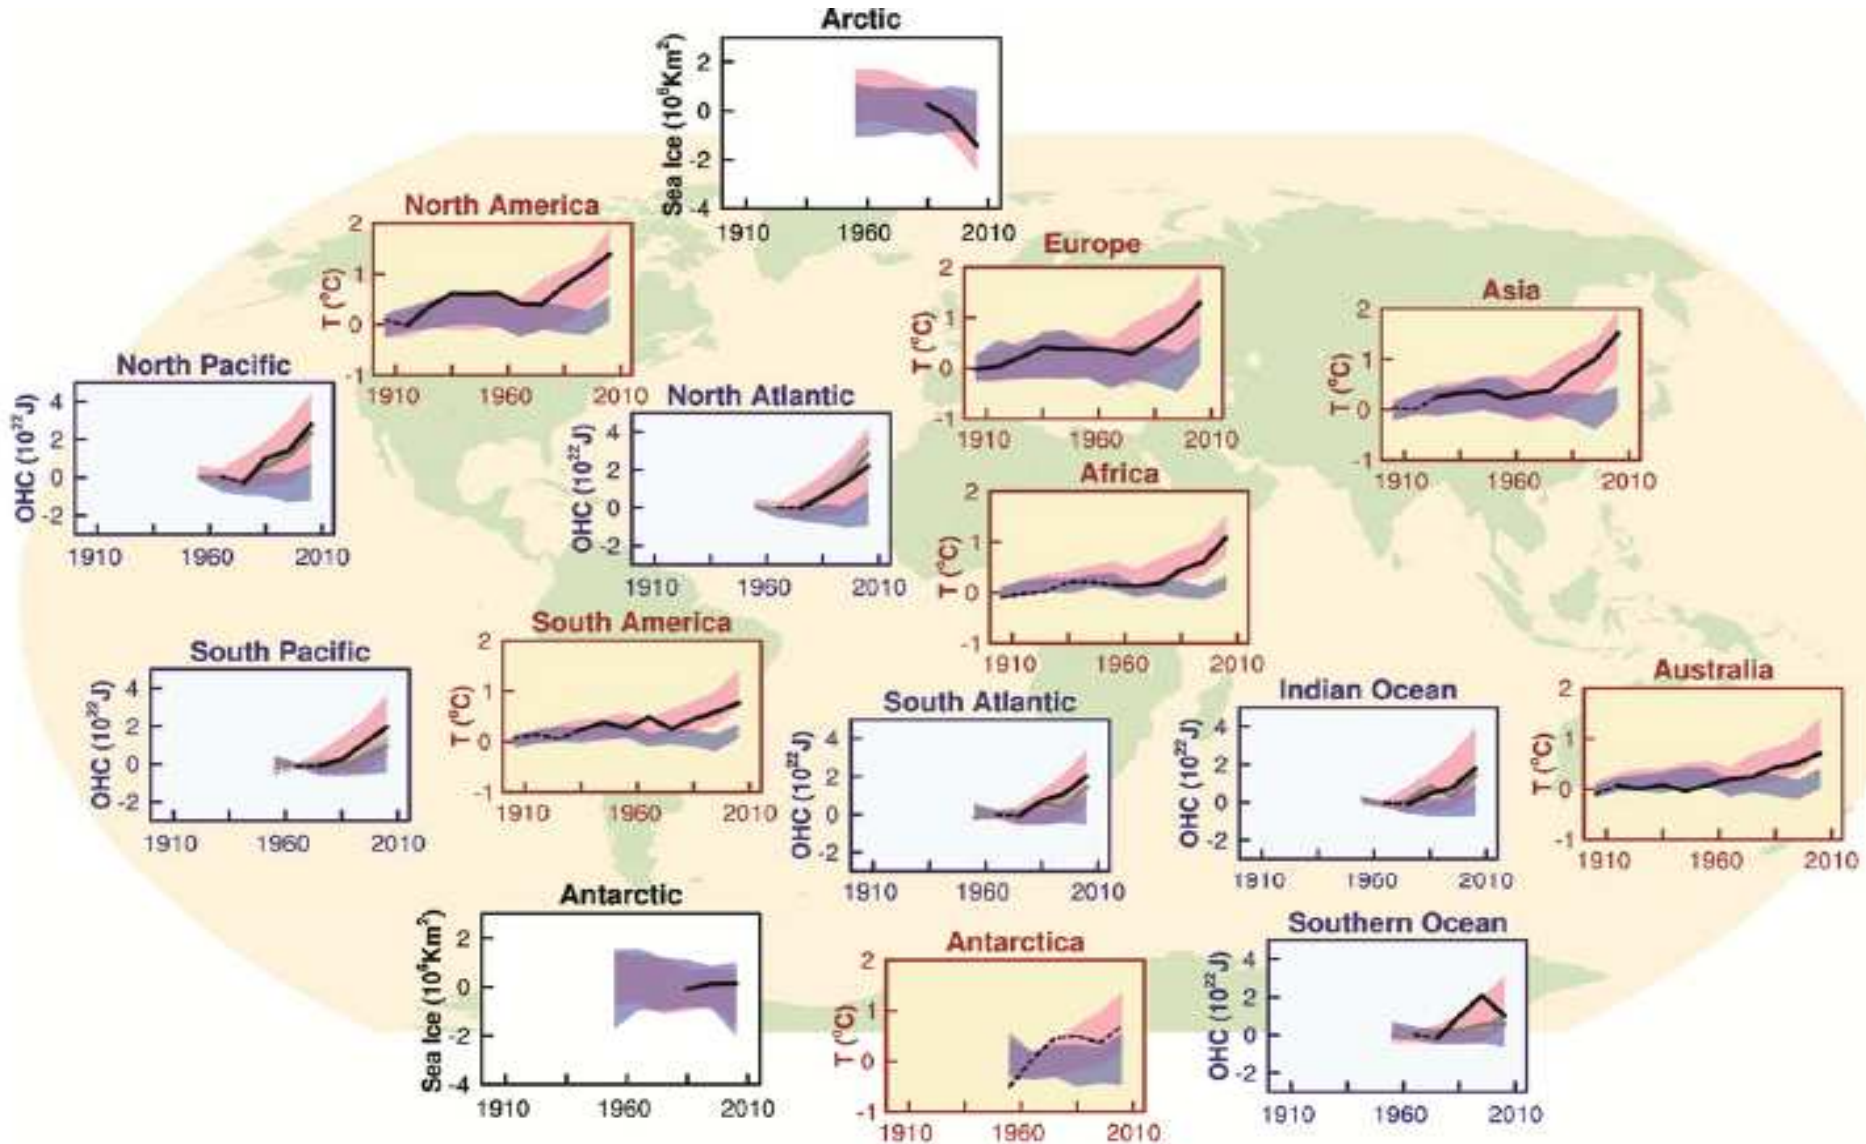 Arctic
Sea Ice (10⁶Km²)
2
0
-2
-4
1910 1960 2010
North America
T (°C)
2
1
0
-1
1910 1960 2010
Europe
T (°C)
2
1
0
-1
1910 1960 2010
Asia
T (°C)
2
1
0
-1
1910 1960 2010
North Pacific
OHC (10²²J)
4
2
0
-2
1910 1960 2010
North Atlantic
OHC (10²²J)
4
2
0
-2
1910 1960 2010
Africa
T (°C)
2
1
0
-1
1910 1960 2010
South Pacific
OHC (10²²J)
4
2
0
-2
1910 1960 2010
South America
T (°C)
2
1
0
-1
1910 1960 2010
South Atlantic
OHC (10²²J)
4
2
0
-2
1910 1960 2010
Indian Ocean
OHC (10²²J)
4
2
0
-2
1910 1960 2010
Australia
T (°C)
2
1
0
-1
1910 1960 2010
Antarctic
Sea Ice (10⁶Km²)
2
0
-2
-4
1910 1960 2010
Antarctica
T (°C)
2
1
0
-1
1910 1960 2010
Southern Ocean
OHC (10²²J)
4
2
0
-2
1910 1960 2010